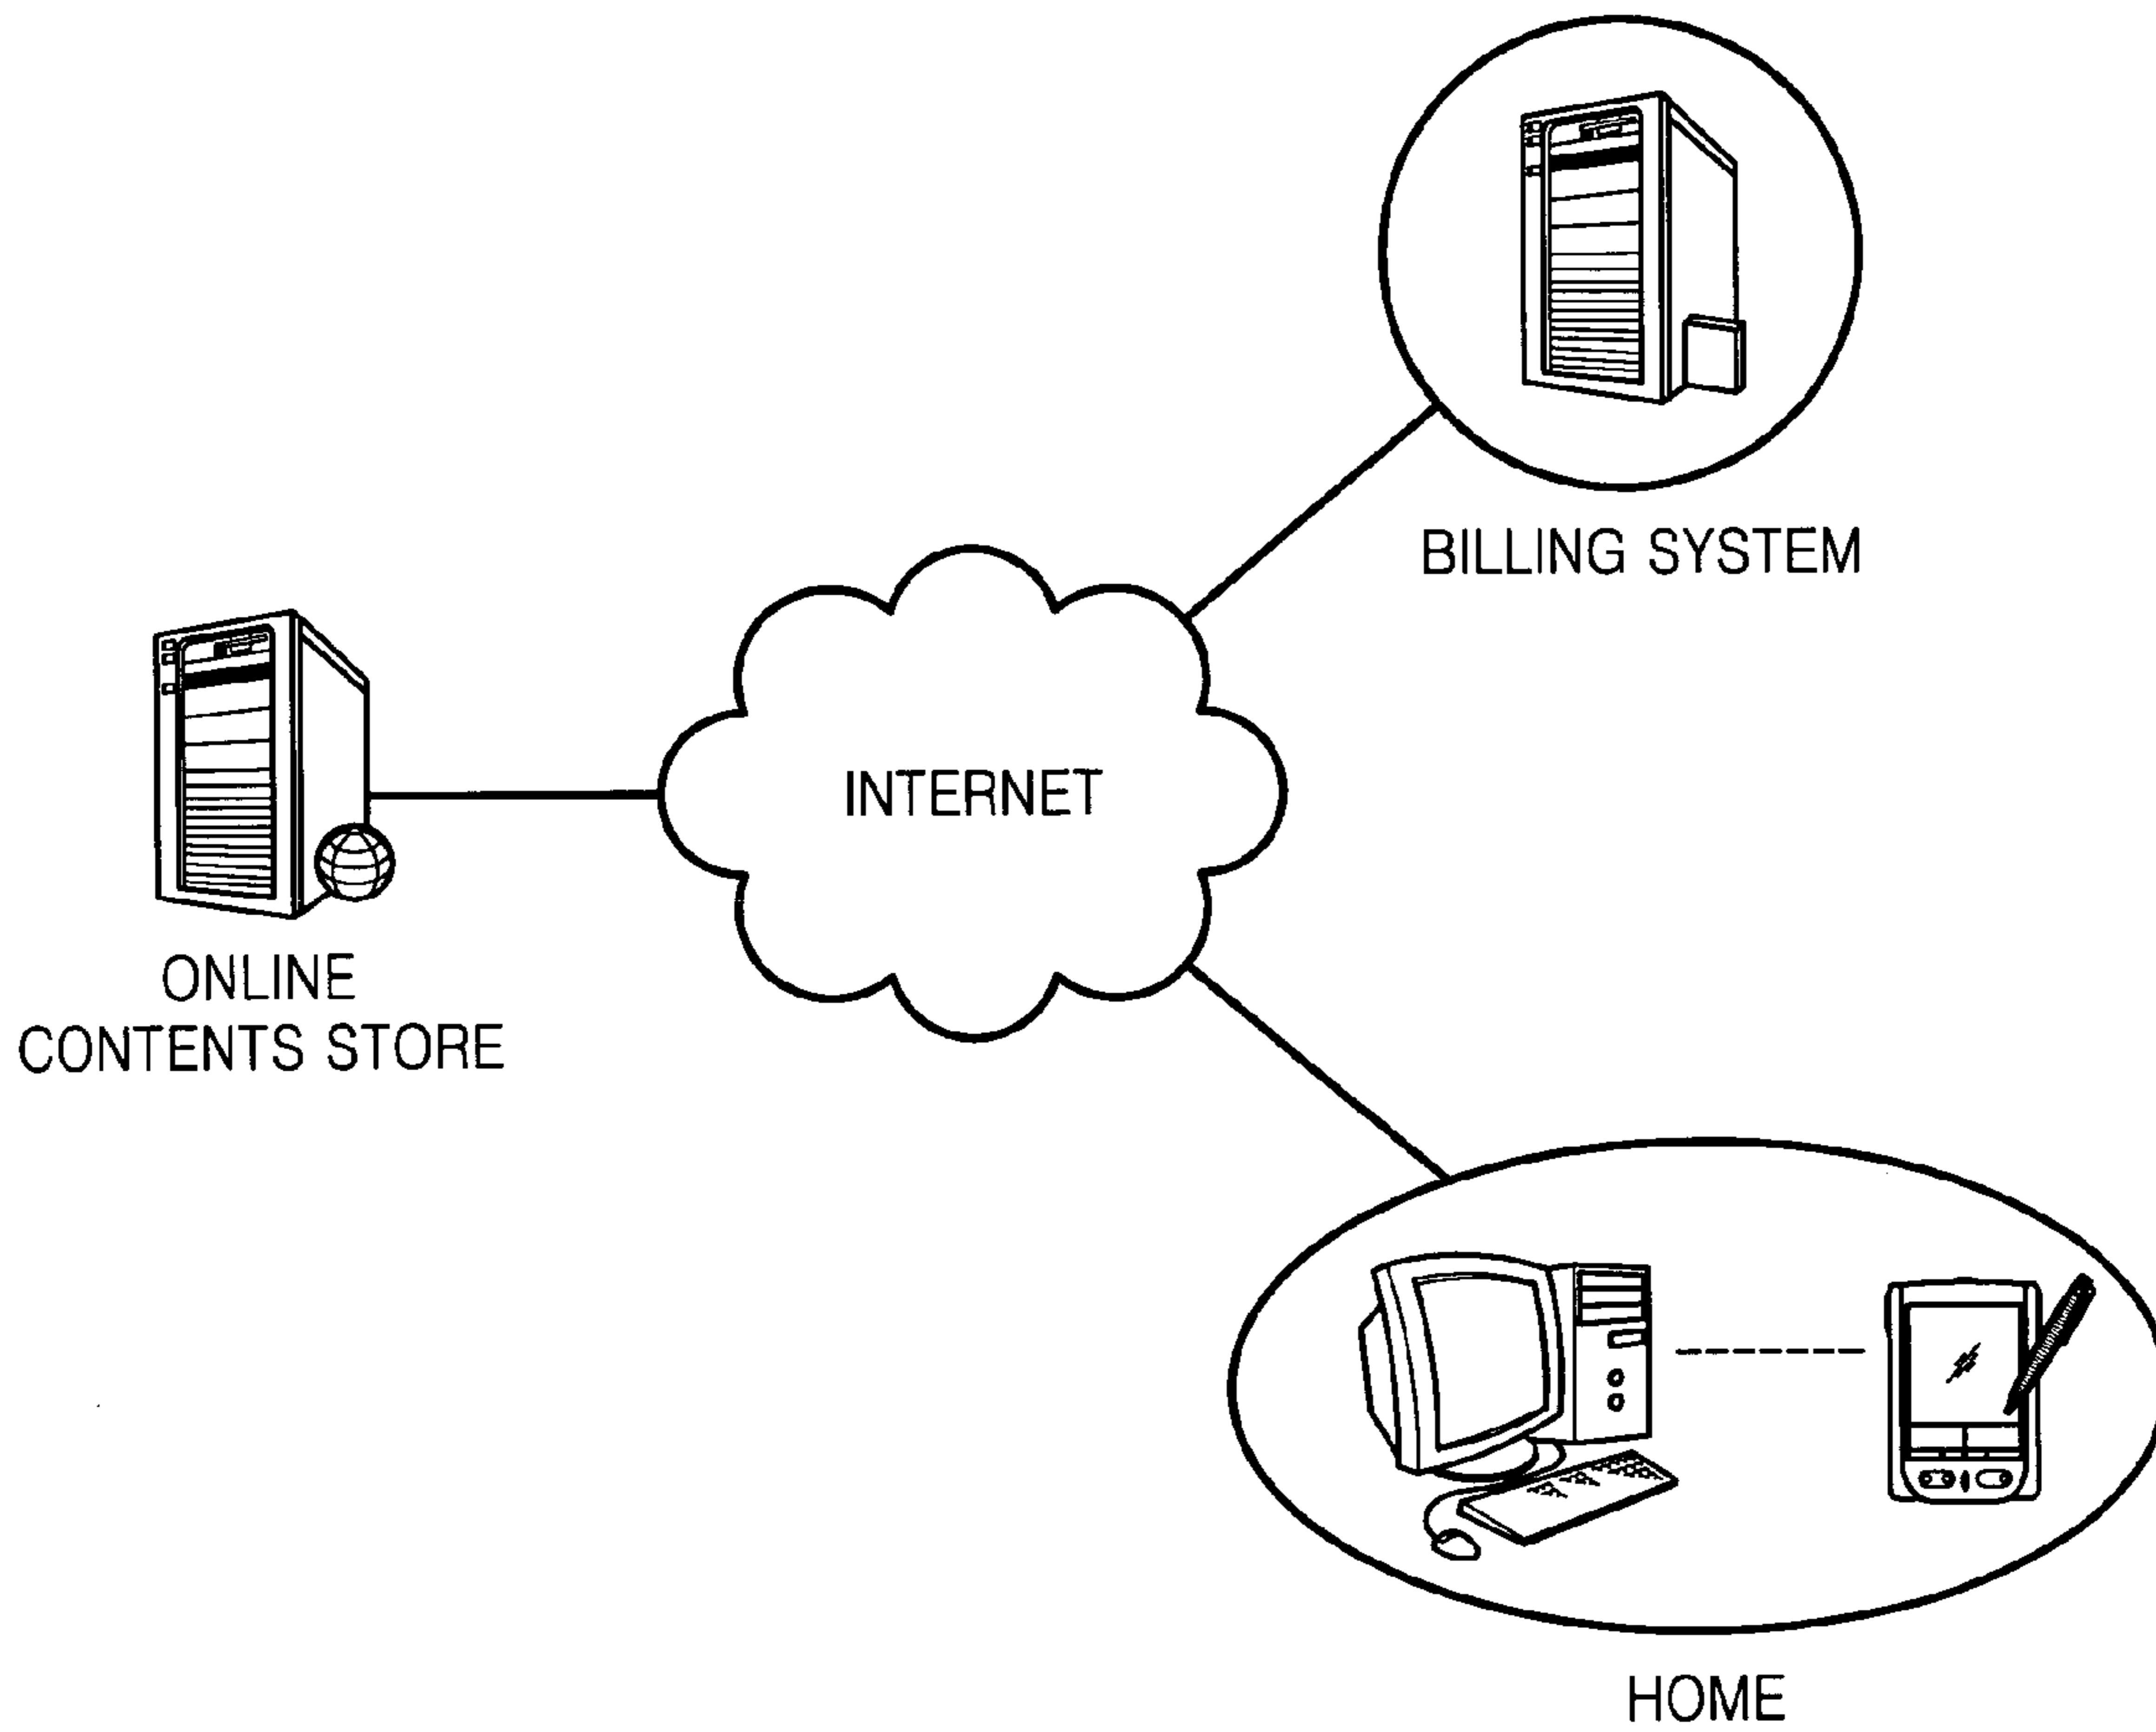 BILLING SYSTEM
INTERNET
ONLINE
CONTENTS STORE
HOME